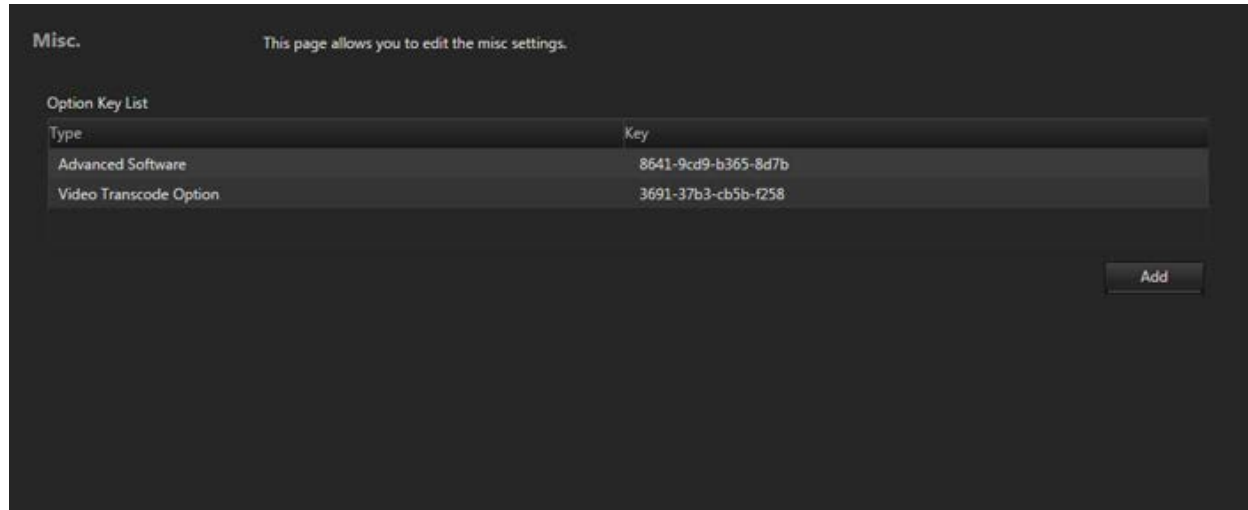 Misc. This page allows you to edit the misc settings.
Option Key List
Type Key
Advanced Software 8641-9cd9-b365-8d7b
Video Transcode Option 3691-37b3-cb5b-f258
Add